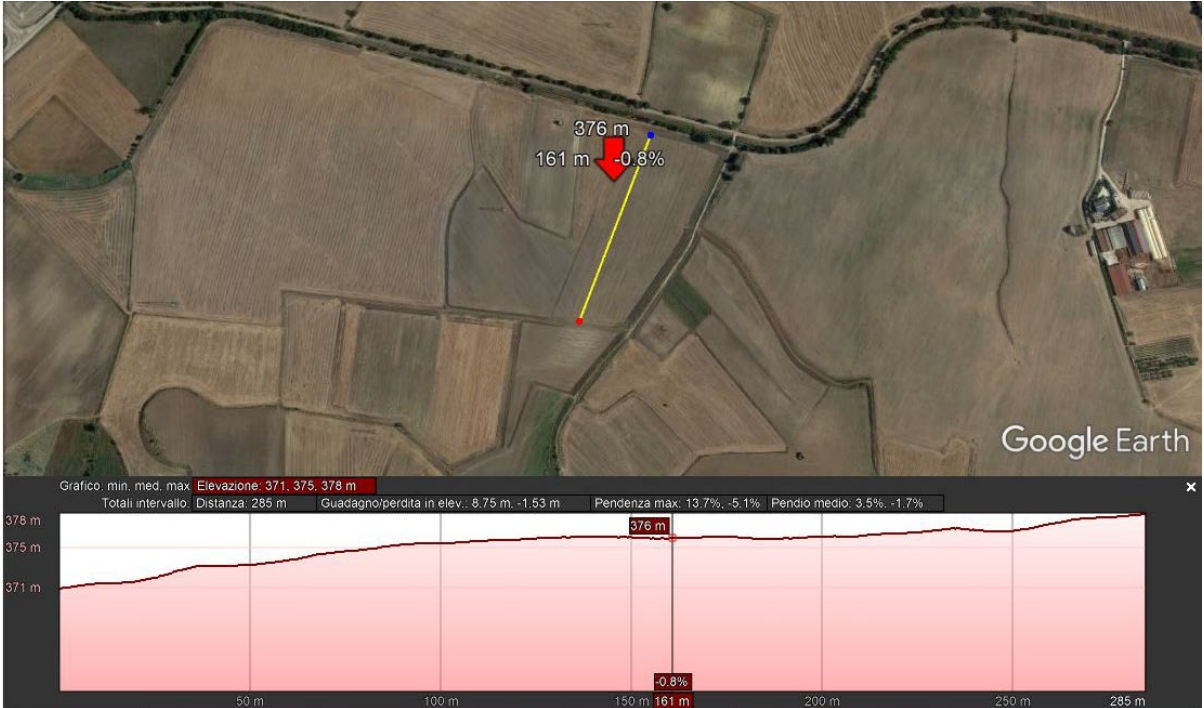 376 m
161 m -0.8%
Google Earth
Grafico: min. med. max Elevazione: 371, 375, 378 m
Totali intervallo: Distanza: 285 m Guadagno/perdita in elev.: 8.75 m, -1.53 m Pendenza max: 13.7%, -5.1% Pendio medio: 3.5%, -1.7%
378 m
376 m
375 m
371 m
-0.8%
50 m 100 m 150 m 161 m 200 m 250 m 285 m